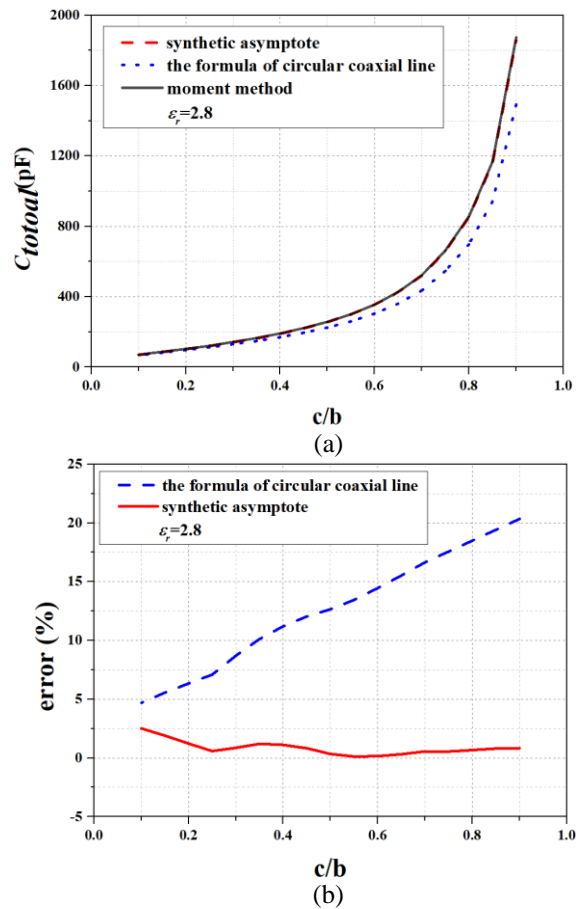 synthetic asymptote
the formula of circular coaxial line
moment method
εr=2.8
2000
1600
1200
800
400
0
Ctotoal(pF)
0.0 0.2 0.4 0.6 0.8 1.0
c/b
(a)
the formula of circular coaxial line
synthetic asymptote
εr=2.8
25
20
15
10
5
0
-5
error (%)
0.0 0.2 0.4 0.6 0.8 1.0
c/b
(b)